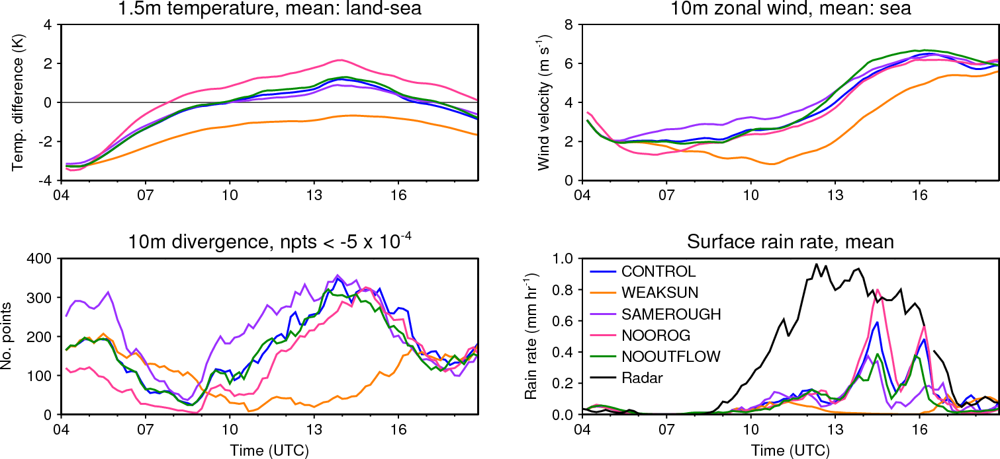 1.5m temperature, mean: land-sea
Temp. difference (K)
4
2
0
-2
-4
04 07 10 13 16
10m zonal wind, mean: sea
Wind velocity (m s-1)
8
6
4
2
0
04 07 10 13 16
10m divergence, npts < -5 x 10-4
No. points
400
300
200
100
0
04 07 10 13 16
Time (UTC)
Surface rain rate, mean
Rain rate (mm hr-1)
1.0
0.8
0.6
0.4
0.2
0.0
CONTROL
WEAKSUN
SAMEROUGH
NOOROG
NOOUTFLOW
Radar
04 07 10 13 16
Time (UTC)